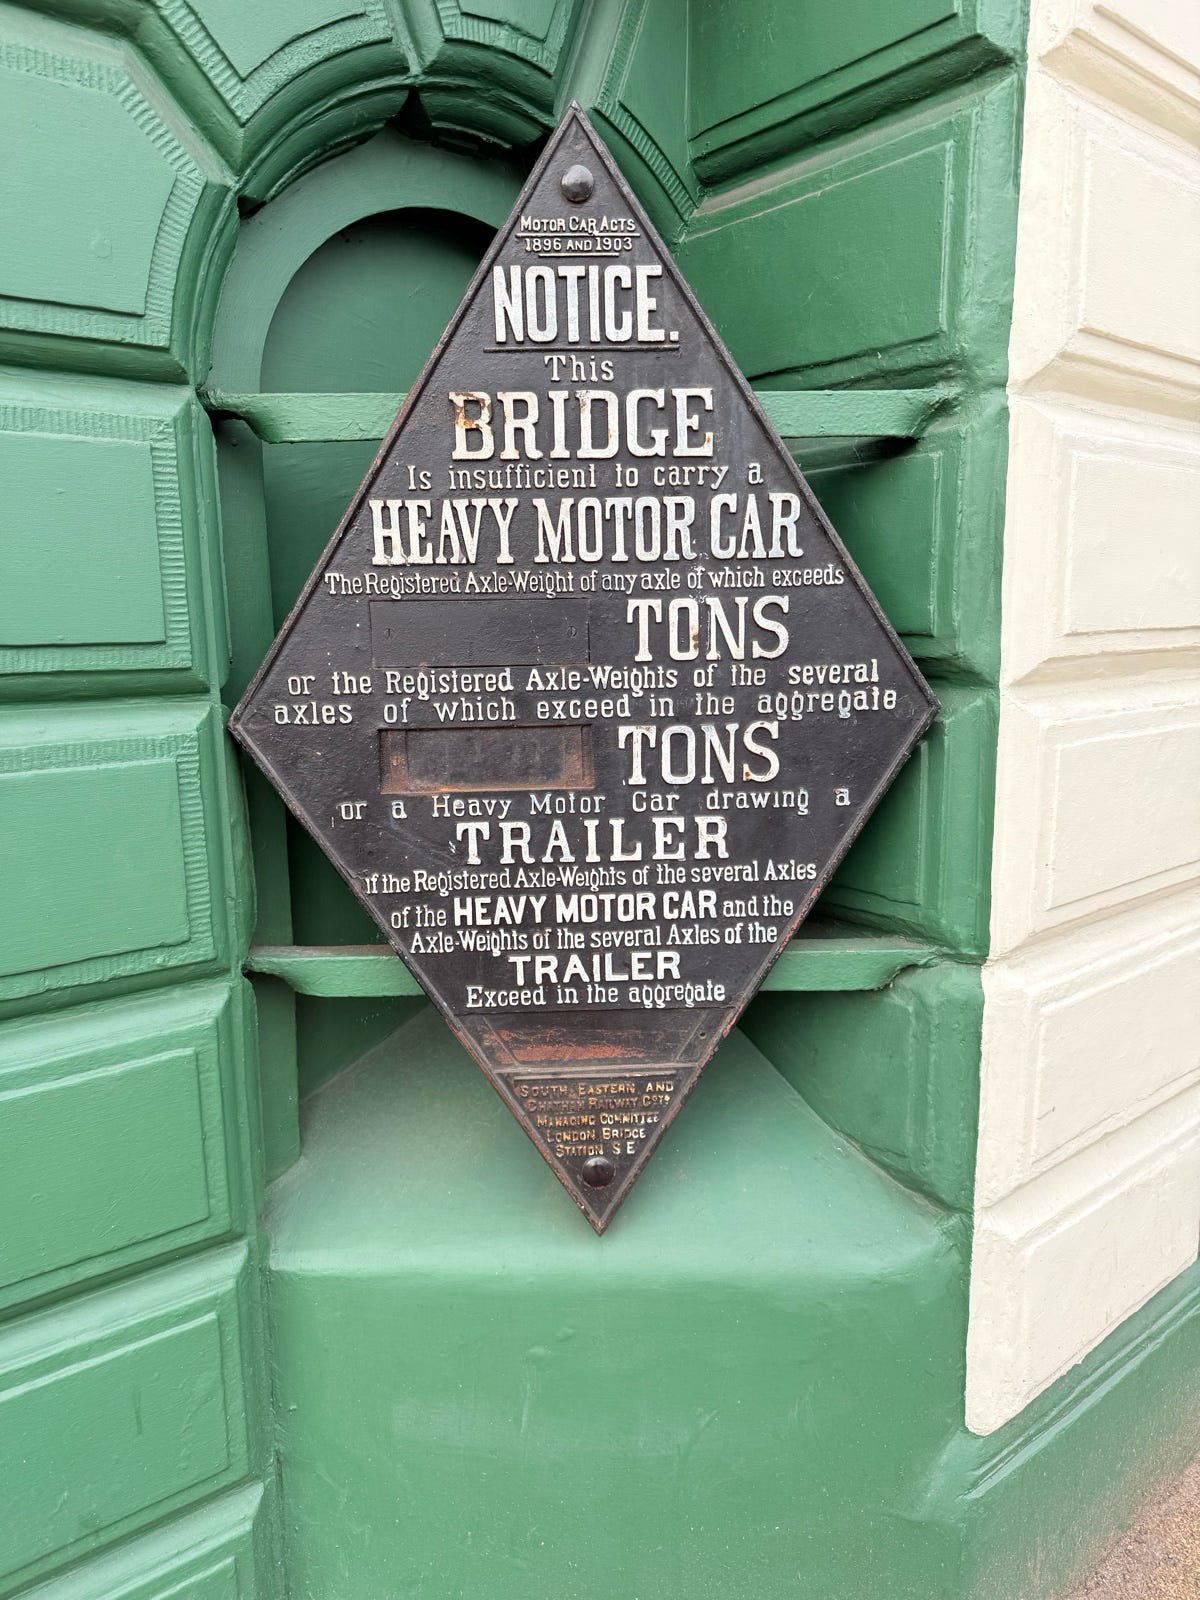 MOTOR CAR ACTS
1896 AND 1903
NOTICE.
This
BRIDGE
Is insufficient to carry a
HEAVY MOTOR CAR
The Registered Axle-Weight of any axle of which exceeds
TONS
or the Registered Axle-Weights of the several
axles of which exceed in the aggregate
TONS
or a Heavy Motor Car drawing a
TRAILER
if the Registered Axle-Weights of the several Axles
of the HEAVY MOTOR CAR and the
Axle-Weights of the several Axles of the
TRAILER
Exceed in the aggregate
SOUTH EASTERN AND
CHATHAM RAILWAY COYS
MANAGING COMMITTEE
LONDON BRIDGE
STATION S.E